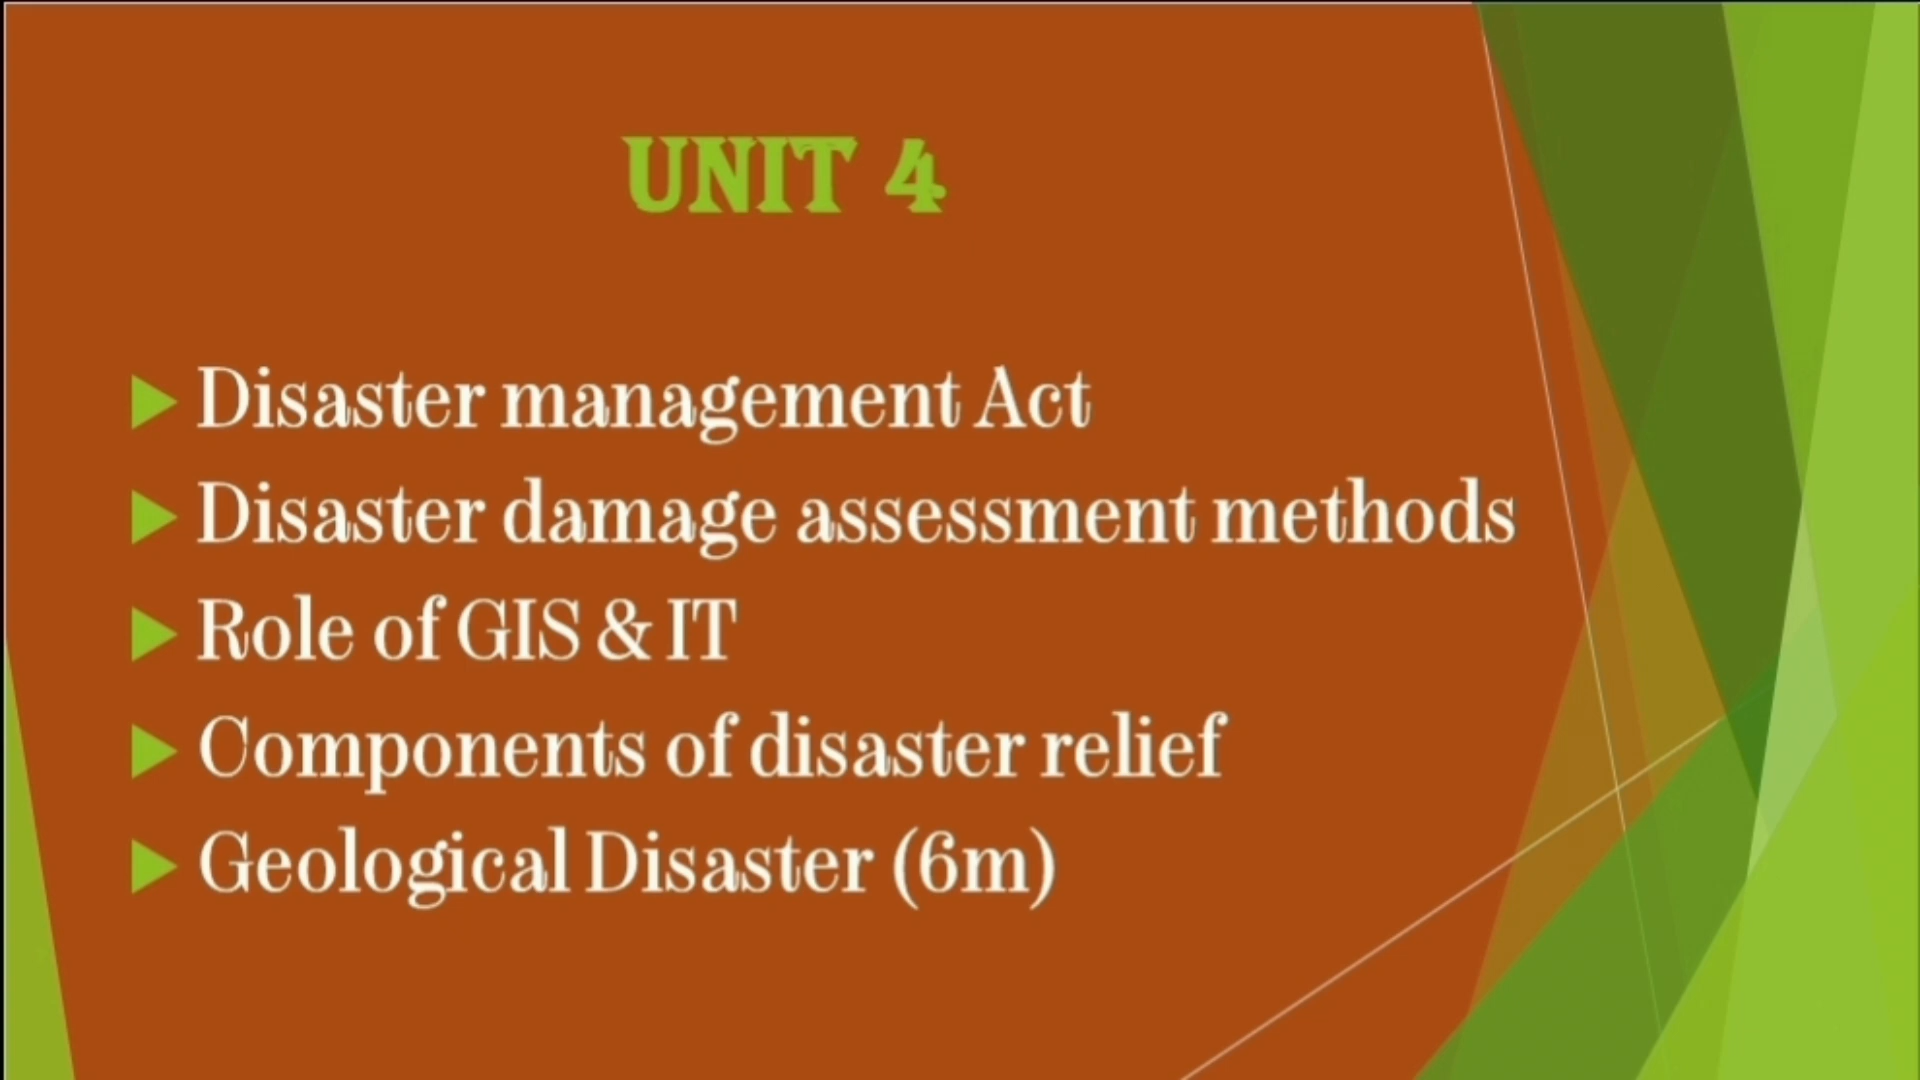 UNIT 4
Disaster management Act
Disaster damage assessment methods
Role of GIS & IT
Components of disaster relief
Geological Disaster (6m)